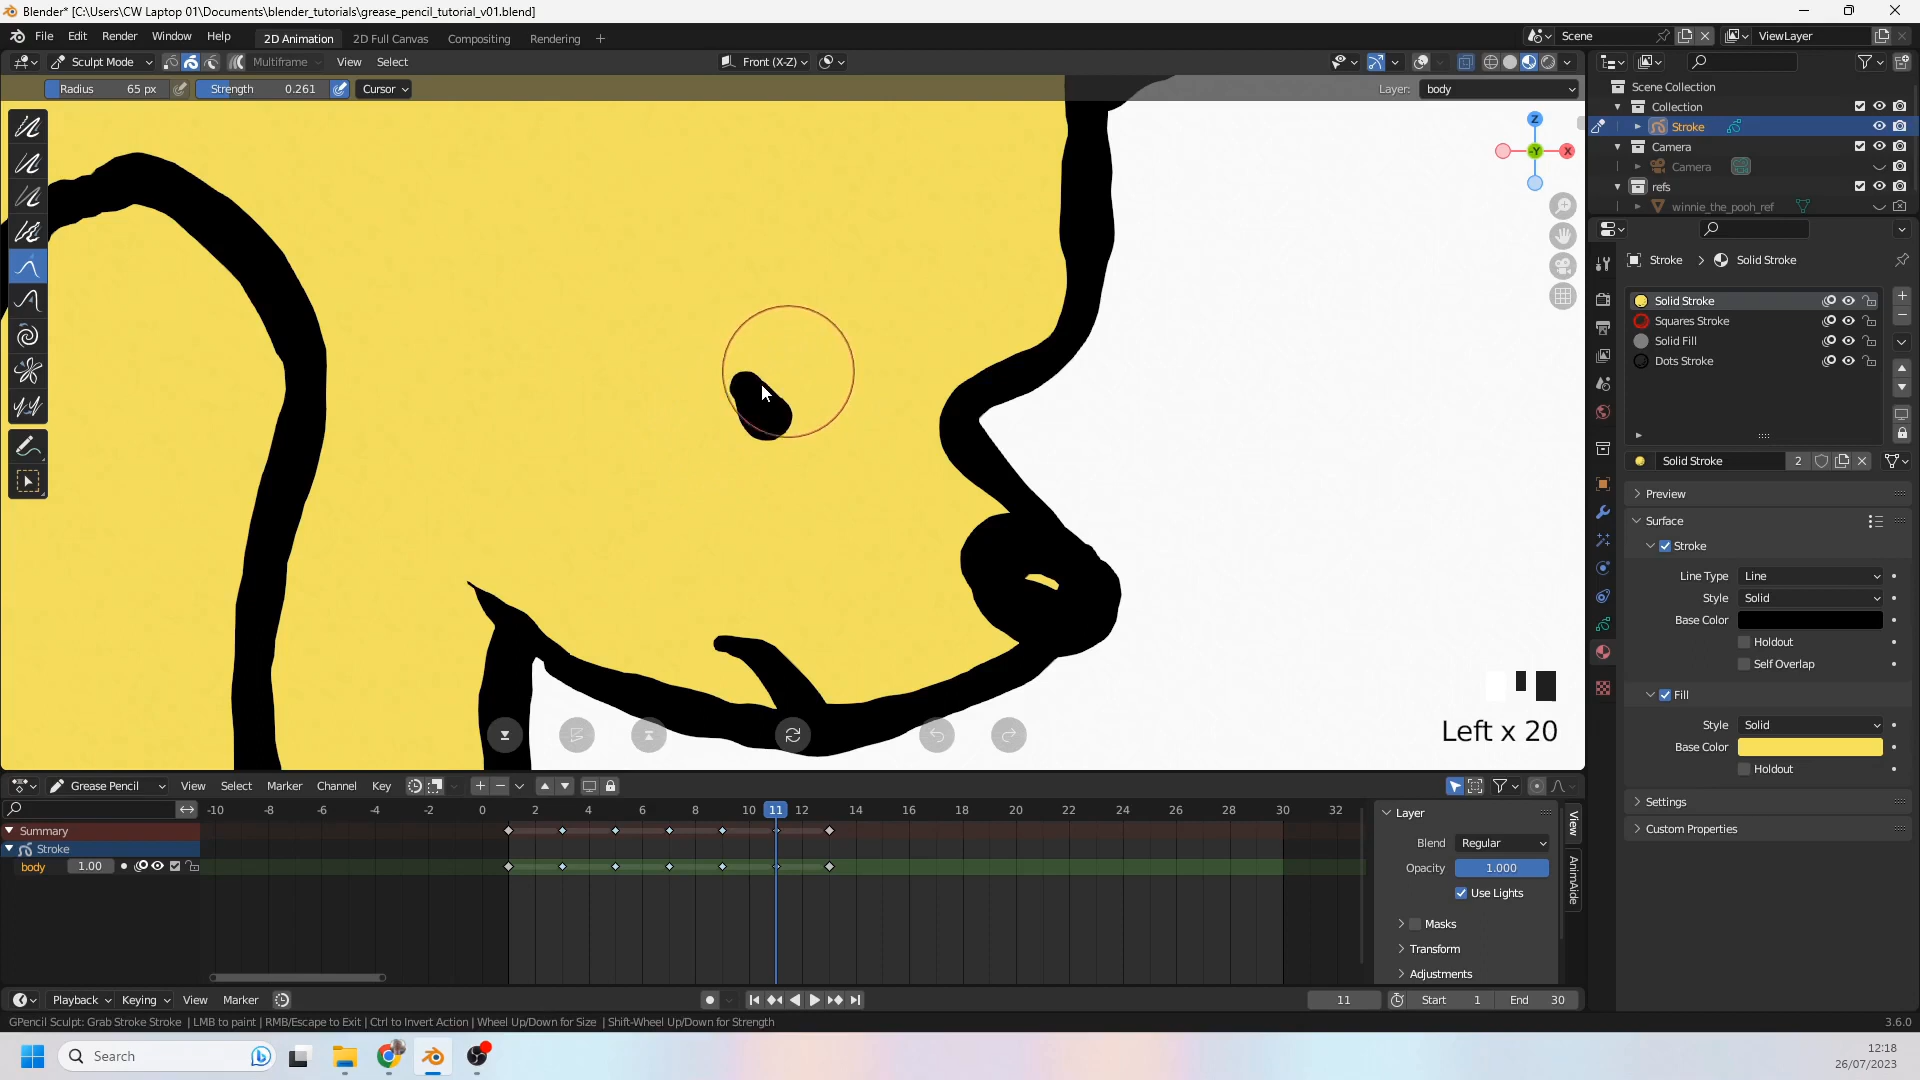 Blender* [C:\Users\CW Laptop 01\Documents\blender_tutorials\grease_pencil_tutorial_v01.blend]
File Edit Render Window Help 2D Animation 2D Full Canvas Compositing Rendering + Scene ViewLayer
Sculpt Mode Multiframe View Select Front (X-Z)
Radius 65 px Strength 0.261 Cursor Layer: body
Z
-Y X
Scene Collection
Collection
Stroke
Camera
Camera
refs
winnie_the_pooh_ref
Stroke > Solid Stroke
Solid Stroke
Squares Stroke
Solid Fill
Dots Stroke
Solid Stroke 2
Preview
Surface
Stroke
Line Type Line
Style Solid
Base Color
Holdout
Self Overlap
Fill
Style Solid
Base Color
Holdout
Settings
Custom Properties
Left x 20
Grease Pencil View Select Marker Channel Key
-10 -8 -6 -4 -2 0 2 4 6 8 10 11 12 14 16 18 20 22 24 26 28 30 32
Summary
Stroke
body 1.00
Layer
Blend Regular
Opacity 1.000
Use Lights
Masks
Transform
Adjustments
View
AnimAide
Playback Keying View Marker 11 Start 1 End 30
GPencil Sculpt: Grab Stroke Stroke | LMB to paint | RMB/Escape to Exit | Ctrl to Invert Action | Wheel Up/Down for Size | Shift-Wheel Up/Down for Strength 3.6.0
Search
12:18
26/07/2023